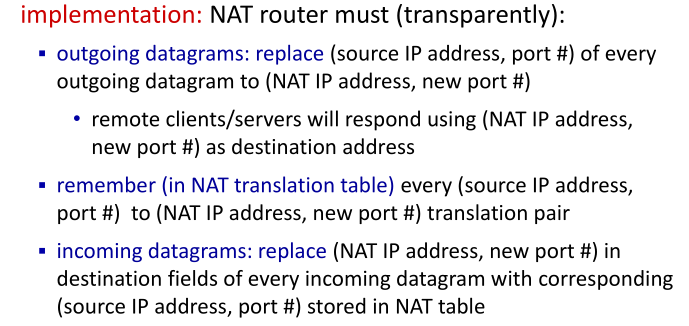 implementation: NAT router must (transparently):
▪ outgoing datagrams: replace (source IP address, port #) of every
outgoing datagram to (NAT IP address, new port #)
• remote clients/servers will respond using (NAT IP address,
new port #) as destination address
▪ remember (in NAT translation table) every (source IP address,
port #) to (NAT IP address, new port #) translation pair
▪ incoming datagrams: replace (NAT IP address, new port #) in
destination fields of every incoming datagram with corresponding
(source IP address, port #) stored in NAT table